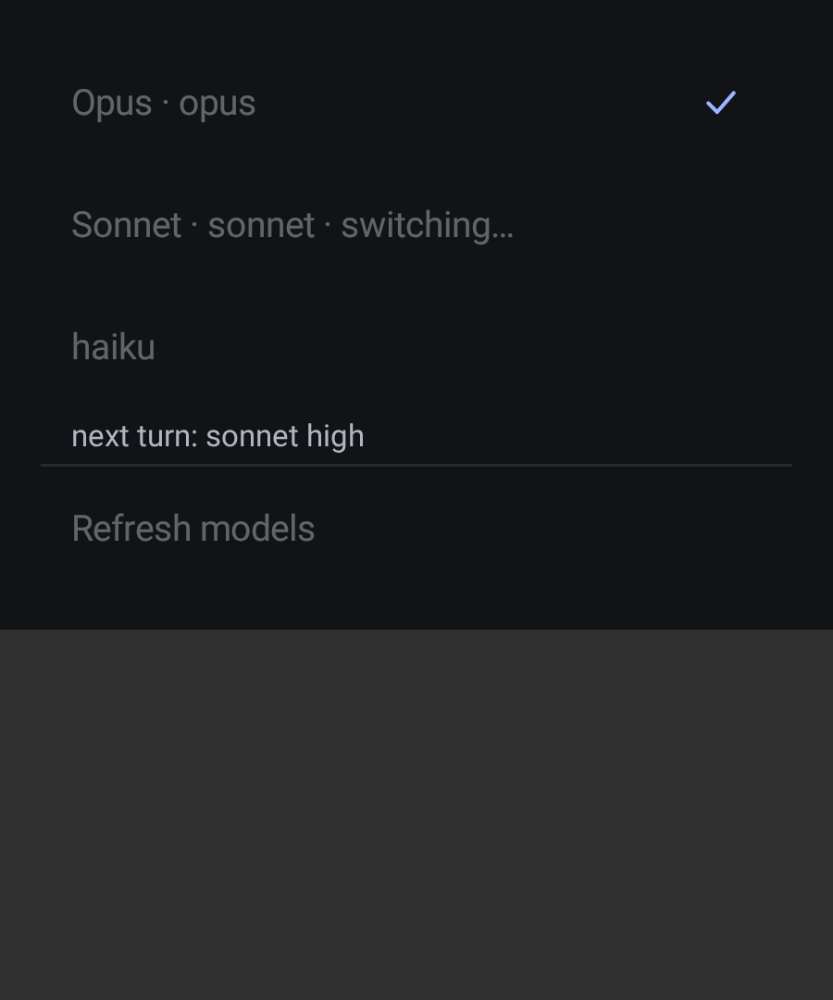 Opus · opus
Sonnet · sonnet · switching…
haiku
next turn: sonnet high
Refresh models